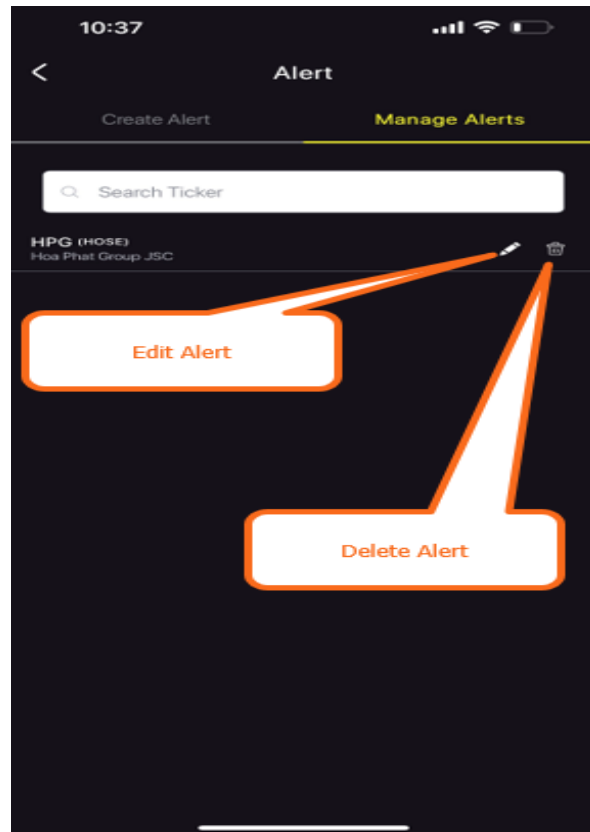 10:37
Alert
Create Alert
Manage Alerts
Search Ticker
HPG (HOSE)
Hoa Phat Group JSC
Edit Alert
Delete Alert